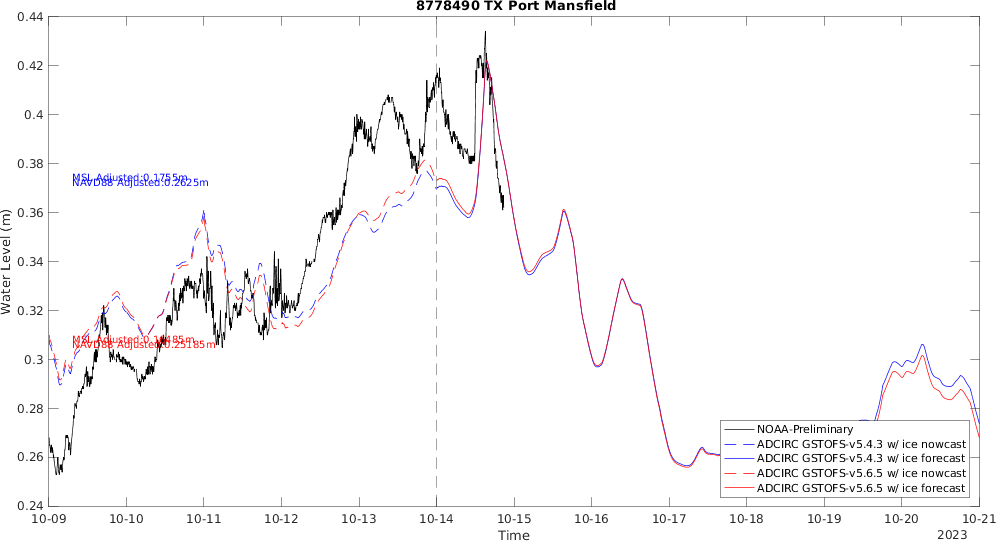 8778490 TX Port Mansfield
Water Level (m)
0.44
0.42
0.4
0.38
0.36
0.34
0.32
0.3
0.28
0.26
0.24
MSL Adjusted:0.1755m
NAVD88 Adjusted:0.2625m
MSL Adjusted:0.16485m
NAVD88 Adjusted:0.25185m
NOAA-Preliminary
ADCIRC GSTOFS-v5.4.3 w/ ice nowcast
ADCIRC GSTOFS-v5.4.3 w/ ice forecast
ADCIRC GSTOFS-v5.6.5 w/ ice nowcast
ADCIRC GSTOFS-v5.6.5 w/ ice forecast
10-09 10-10 10-11 10-12 10-13 10-14 10-15 10-16 10-17 10-18 10-19 10-20 10-21
Time
2023